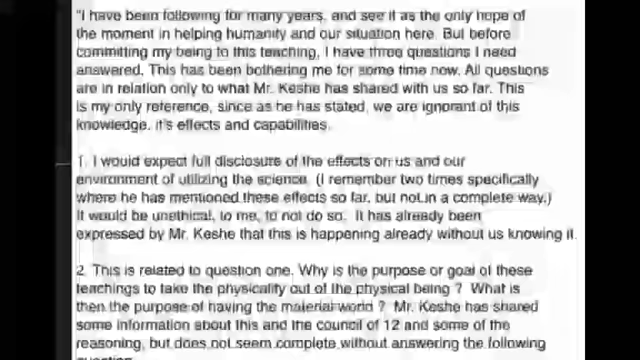 "I have been following for many years, and see it as the only hope of
the moment in helping humanity and our situation here. But before
committing my being to this teaching, I have three questions I need
answered. This has been bothering me for some time now. All questions
are in relation only to what Mr. Keshe has shared with us so far. This
is my only reference, since as he has stated, we are ignorant of this
knowledge, it's effects and capabilities.
1. I would expect full disclosure of the effects on us and our
environment of utilizing the science. (I remember two times specifically
where he has mentioned these effects so far, but not in a complete way.)
It would be unethical, to me, to not do so. It has already been
expressed by Mr. Keshe that this is happening already without us knowing it.
2. This is related to question one. Why is the purpose or goal of these
teachings to take the physicality out of the physical being ? What is
then the purpose of having the material world ? Mr. Keshe has shared
some information about this and the council of 12 and some of the
reasoning, but does not seem complete without answering the following
question